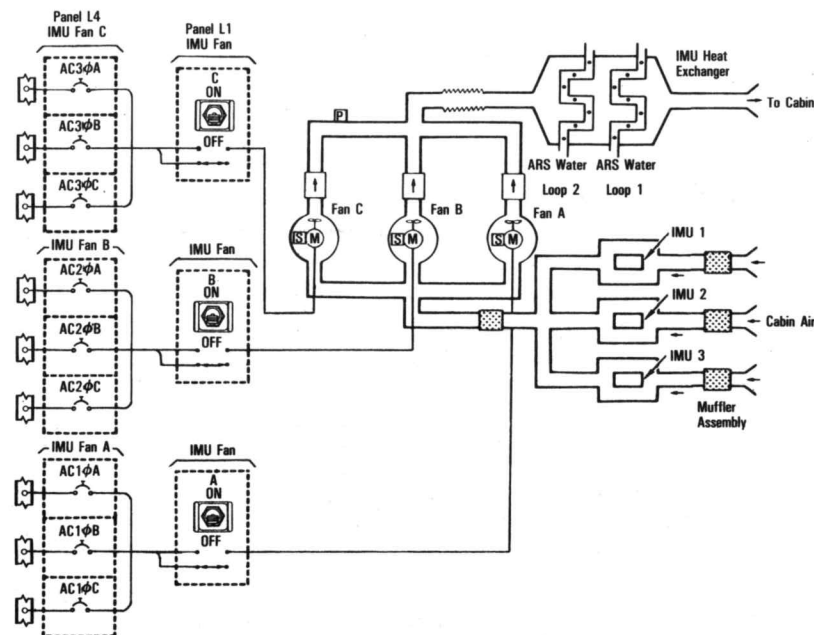 Panel L4
IMU Fan C
AC3ϕA
AC3ϕB
AC3ϕC
Panel L1
IMU Fan
C
ON
OFF
IMU Fan B
AC2ϕA
AC2ϕB
AC2ϕC
IMU Fan
B
ON
OFF
IMU Fan A
AC1ϕA
AC1ϕB
AC1ϕC
IMU Fan
A
ON
OFF
P
Fan C
Fan B
Fan A
S M
S M
S M
IMU Heat
Exchanger
To Cabin
ARS Water
Loop 2
ARS Water
Loop 1
IMU 1
IMU 2
IMU 3
Cabin Air
Muffler
Assembly